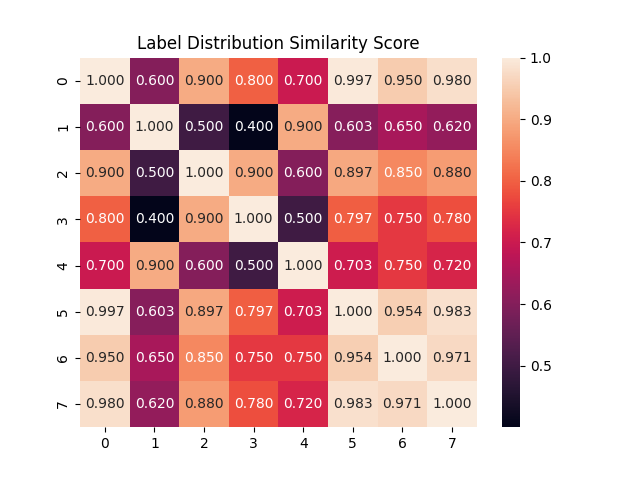 Label Distribution Similarity Score
0 1.000 0.600 0.900 0.800 0.700 0.997 0.950 0.980
1 0.600 1.000 0.500 0.400 0.900 0.603 0.650 0.620
2 0.900 0.500 1.000 0.900 0.600 0.897 0.850 0.880
3 0.800 0.400 0.900 1.000 0.500 0.797 0.750 0.780
4 0.700 0.900 0.600 0.500 1.000 0.703 0.750 0.720
5 0.997 0.603 0.897 0.797 0.703 1.000 0.954 0.983
6 0.950 0.650 0.850 0.750 0.750 0.954 1.000 0.971
7 0.980 0.620 0.880 0.780 0.720 0.983 0.971 1.000
0 1 2 3 4 5 6 7
1.0
0.9
0.8
0.7
0.6
0.5